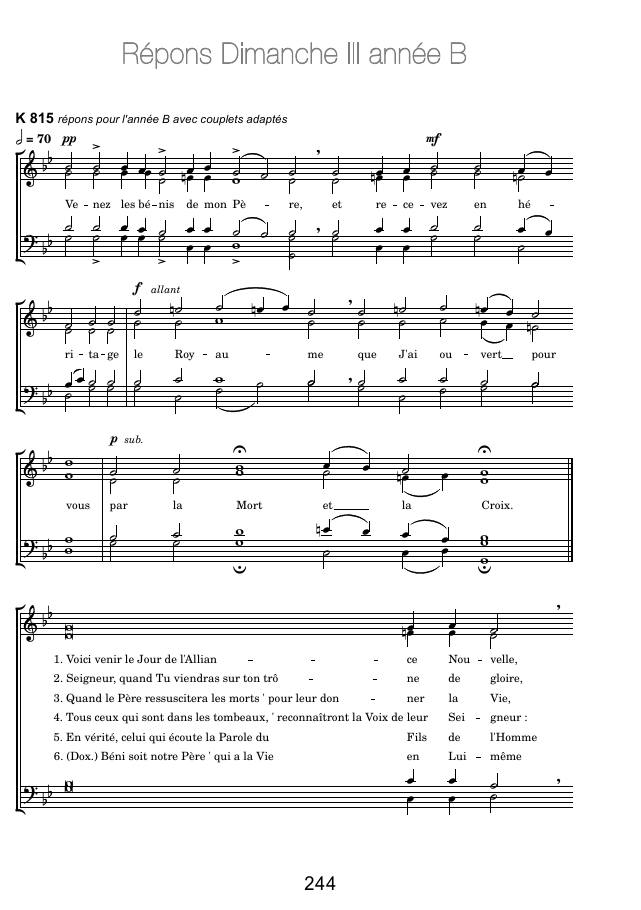 Répons Dimanche III année B
K 815 répons pour l'année B avec couplets adaptés
= 70 pp mf
Ve - nez les bé - nis de mon Pè - re, et re - ce - vez en hé -
f allant
ri - ta - ge le Roy - au - me que J'ai ou - vert pour
p sub.
vous par la Mort et la Croix.
1. Voici venir le Jour de l'Allian - - - - ce Nou - velle,
2. Seigneur, quand Tu viendras sur ton trô - - - ne de gloire,
3. Quand le Père ressuscitera les morts ' pour leur don - ner la Vie,
4. Tous ceux qui sont dans les tombeaux, ' reconnaîtront la Voix de leur Sei - gneur :
5. En vérité, celui qui écoute la Parole du Fils de l'Homme
6. (Dox.) Béni soit notre Père ' qui a la Vie en Lui - même
244